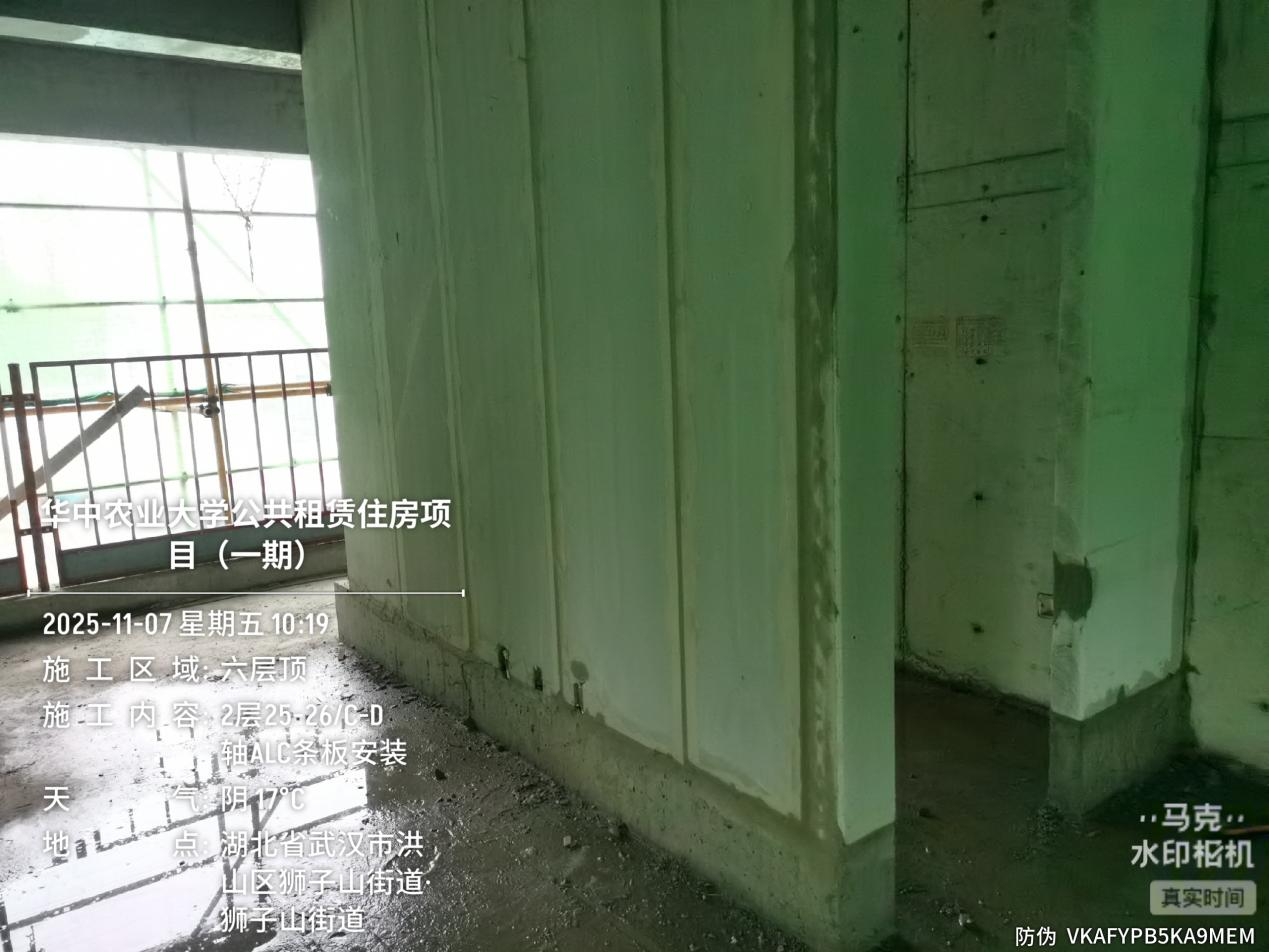 华中农业大学公共租赁住房项
目（一期）
2025-11-07 星期五 10:19
施工区域: 六层顶
施工内容: 2层25-26/C-D
轴ALC条板安装
天气: 阴 17°C
地点: 湖北省武汉市洪
山区狮子山街道·
狮子山街道
马克
水印相机
真实时间
防伪 VKAFYPB5KA9MEM